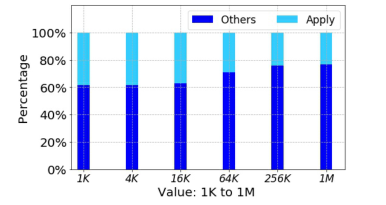 Others Apply
100%
80%
60%
40%
20%
0%
Percentage
1K 4K 16K 64K 256K 1M
Value: 1K to 1M